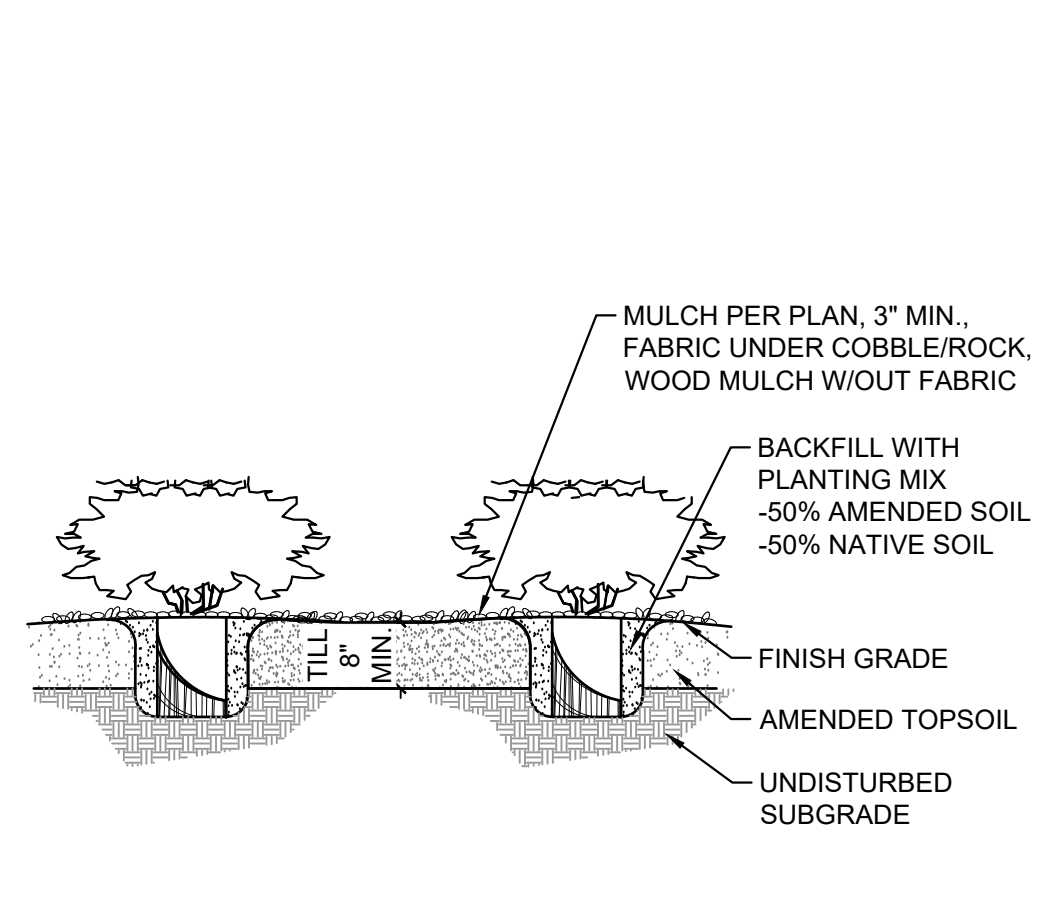 MULCH PER PLAN, 3" MIN.,
FABRIC UNDER COBBLE/ROCK,
WOOD MULCH W/OUT FABRIC
BACKFILL WITH
PLANTING MIX
-50% AMENDED SOIL
-50% NATIVE SOIL
TILL
8"
MIN.
FINISH GRADE
AMENDED TOPSOIL
UNDISTURBED
SUBGRADE